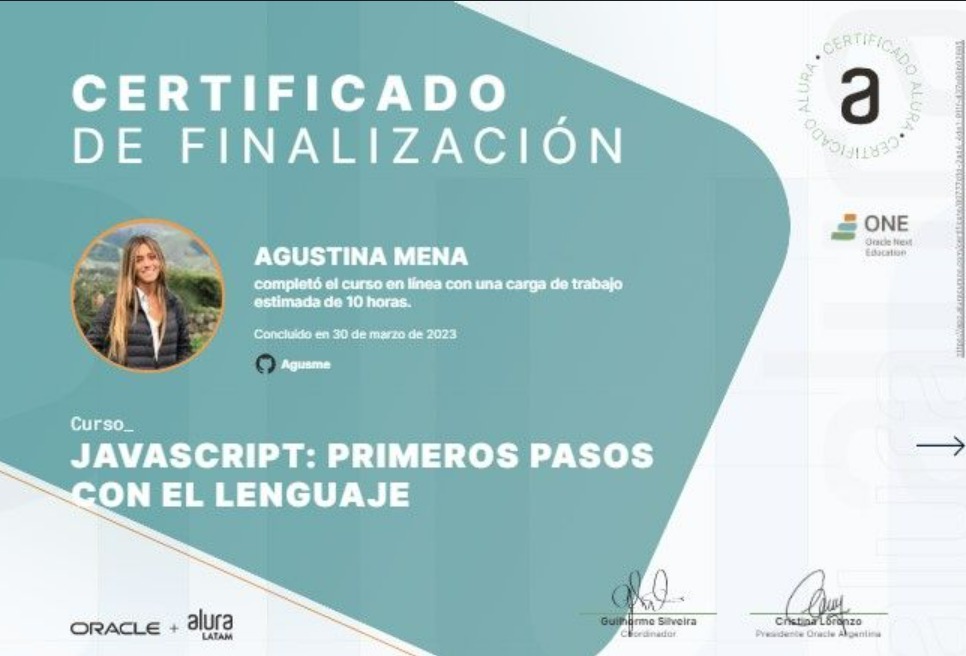 CERTIFICADO
DE FINALIZACIÓN
CERTIFICADO ALURA • CERTIFICADO ALURA •
a
ONE
Oracle Next
Education
AGUSTINA MENA
completó el curso en línea con una carga de trabajo
estimada de 10 horas.
Concluido en 30 de marzo de 2023
Agusme
Curso_
JAVASCRIPT: PRIMEROS PASOS
CON EL LENGUAJE
ORACLE + alura
LATAM
Guilherme Silveira
Coordinador
Cristina Lorenzo
Presidente Oracle Argentina